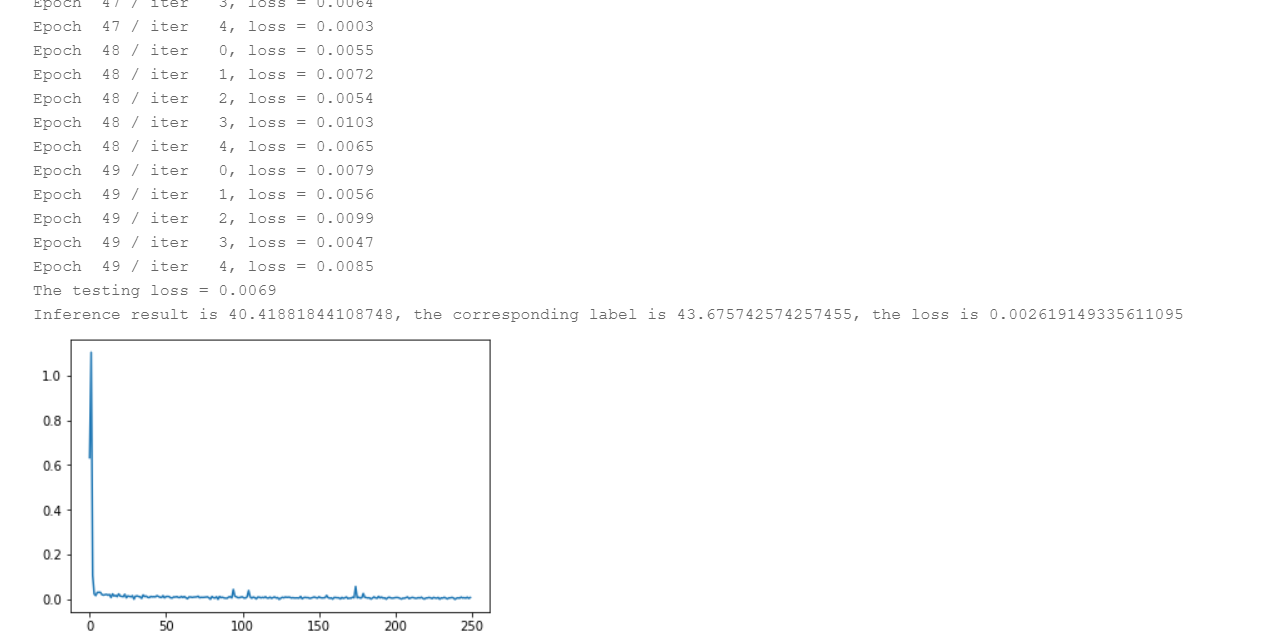 Epoch  47 / iter   3, loss = 0.0064
Epoch  47 / iter   4, loss = 0.0003
Epoch  48 / iter   0, loss = 0.0055
Epoch  48 / iter   1, loss = 0.0072
Epoch  48 / iter   2, loss = 0.0054
Epoch  48 / iter   3, loss = 0.0103
Epoch  48 / iter   4, loss = 0.0065
Epoch  49 / iter   0, loss = 0.0079
Epoch  49 / iter   1, loss = 0.0056
Epoch  49 / iter   2, loss = 0.0099
Epoch  49 / iter   3, loss = 0.0047
Epoch  49 / iter   4, loss = 0.0085
The testing loss = 0.0069
Inference result is 40.41881844108748, the corresponding label is 43.675742574257455, the loss is 0.002619149335611095
1.0
0.8
0.6
0.4
0.2
0.0
0 50 100 150 200 250